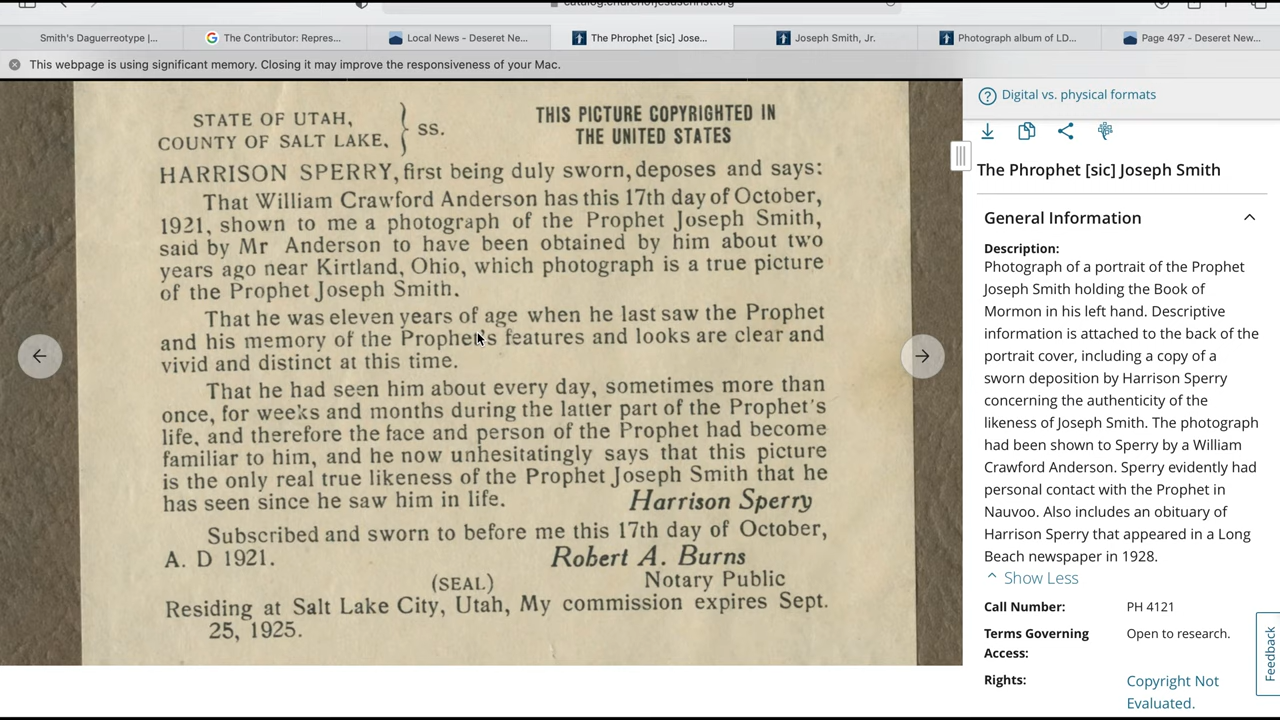 Smith's Daguerreotype |...
The Contributor: Repres...
Local News - Deseret Ne...
The Phrophet [sic] Jose...
Joseph Smith, Jr.
Photograph album of LD...
Page 497 - Deseret New...
This webpage is using significant memory. Closing it may improve the responsiveness of your Mac.
STATE OF UTAH,
COUNTY OF SALT LAKE,
ss.
THIS PICTURE COPYRIGHTED IN
THE UNITED STATES
HARRISON SPERRY, first being duly sworn, deposes and says:
That William Crawford Anderson has this 17th day of October,
1921, shown to me a photograph of the Prophet Joseph Smith,
said by Mr Anderson to have been obtained by him about two
years ago near Kirtland, Ohio, which photograph is a true picture
of the Prophet Joseph Smith.
That he was eleven years of age when he last saw the Prophet
and his memory of the Prophet's features and looks are clear and
vivid and distinct at this time.
That he had seen him about every day, sometimes more than
once, for weeks and months during the latter part of the Prophet's
life, and therefore the face and person of the Prophet had become
familiar to him, and he now unhesitatingly says that this picture
is the only real true likeness of the Prophet Joseph Smith that he
has seen since he saw him in life.
Harrison Sperry
Subscribed and sworn to before me this 17th day of October,
A. D 1921.
Robert A. Burns
(SEAL)
Notary Public
Residing at Salt Lake City, Utah, My commission expires Sept.
25, 1925.
Digital vs. physical formats
The Phrophet [sic] Joseph Smith
General Information
Description:
Photograph of a portrait of the Prophet
Joseph Smith holding the Book of
Mormon in his left hand. Descriptive
information is attached to the back of the
portrait cover, including a copy of a
sworn deposition by Harrison Sperry
concerning the authenticity of the
likeness of Joseph Smith. The photograph
had been shown to Sperry by a William
Crawford Anderson. Sperry evidently had
personal contact with the Prophet in
Nauvoo. Also includes an obituary of
Harrison Sperry that appeared in a Long
Beach newspaper in 1928.
Show Less
Call Number: PH 4121
Terms Governing Open to research.
Access:
Rights: Copyright Not
Evaluated.
Feedback